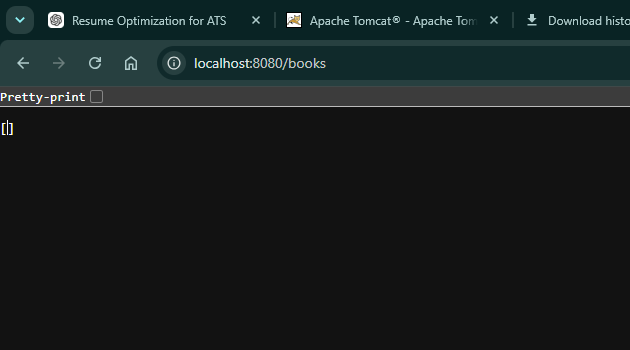 Resume Optimization for ATS
Apache Tomcat® - Apache Tom
Download histo
localhost:8080/books
Pretty-print
[]